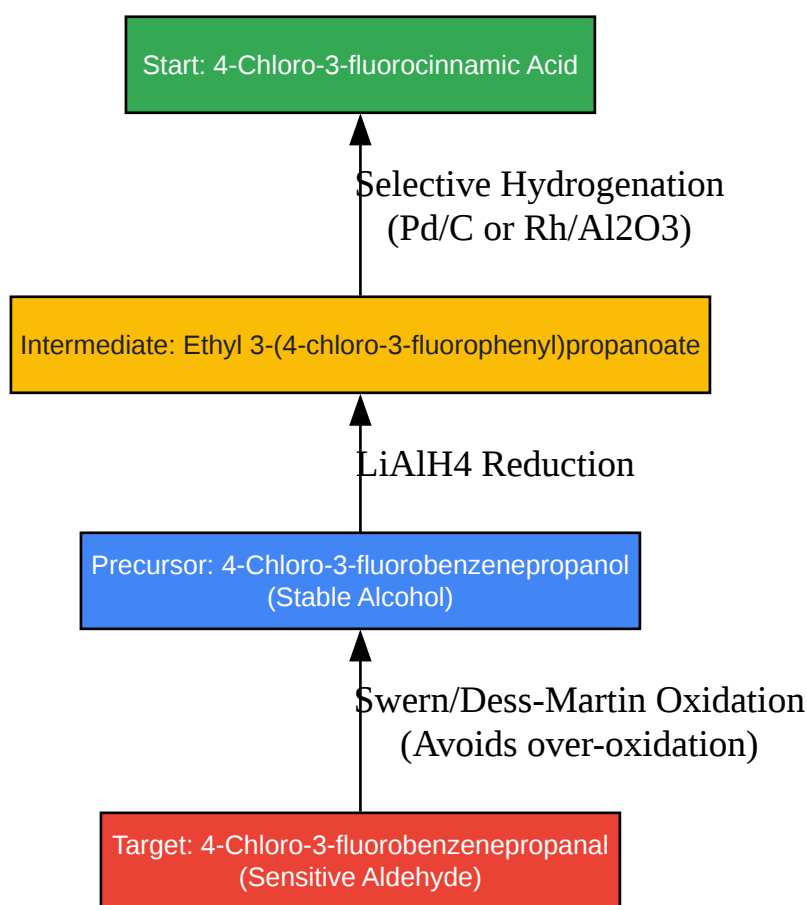 Start: 4-Chloro-3-fluorocinnamic Acid
Selective Hydrogenation
(Pd/C or Rh/Al2O3)
Intermediate: Ethyl 3-(4-chloro-3-fluorophenyl)propanoate
LiAlH4 Reduction
Precursor: 4-Chloro-3-fluorobenzenepropanol
(Stable Alcohol)
Swern/Dess-Martin Oxidation
(Avoids over-oxidation)
Target: 4-Chloro-3-fluorobenzenepropanal
(Sensitive Aldehyde)